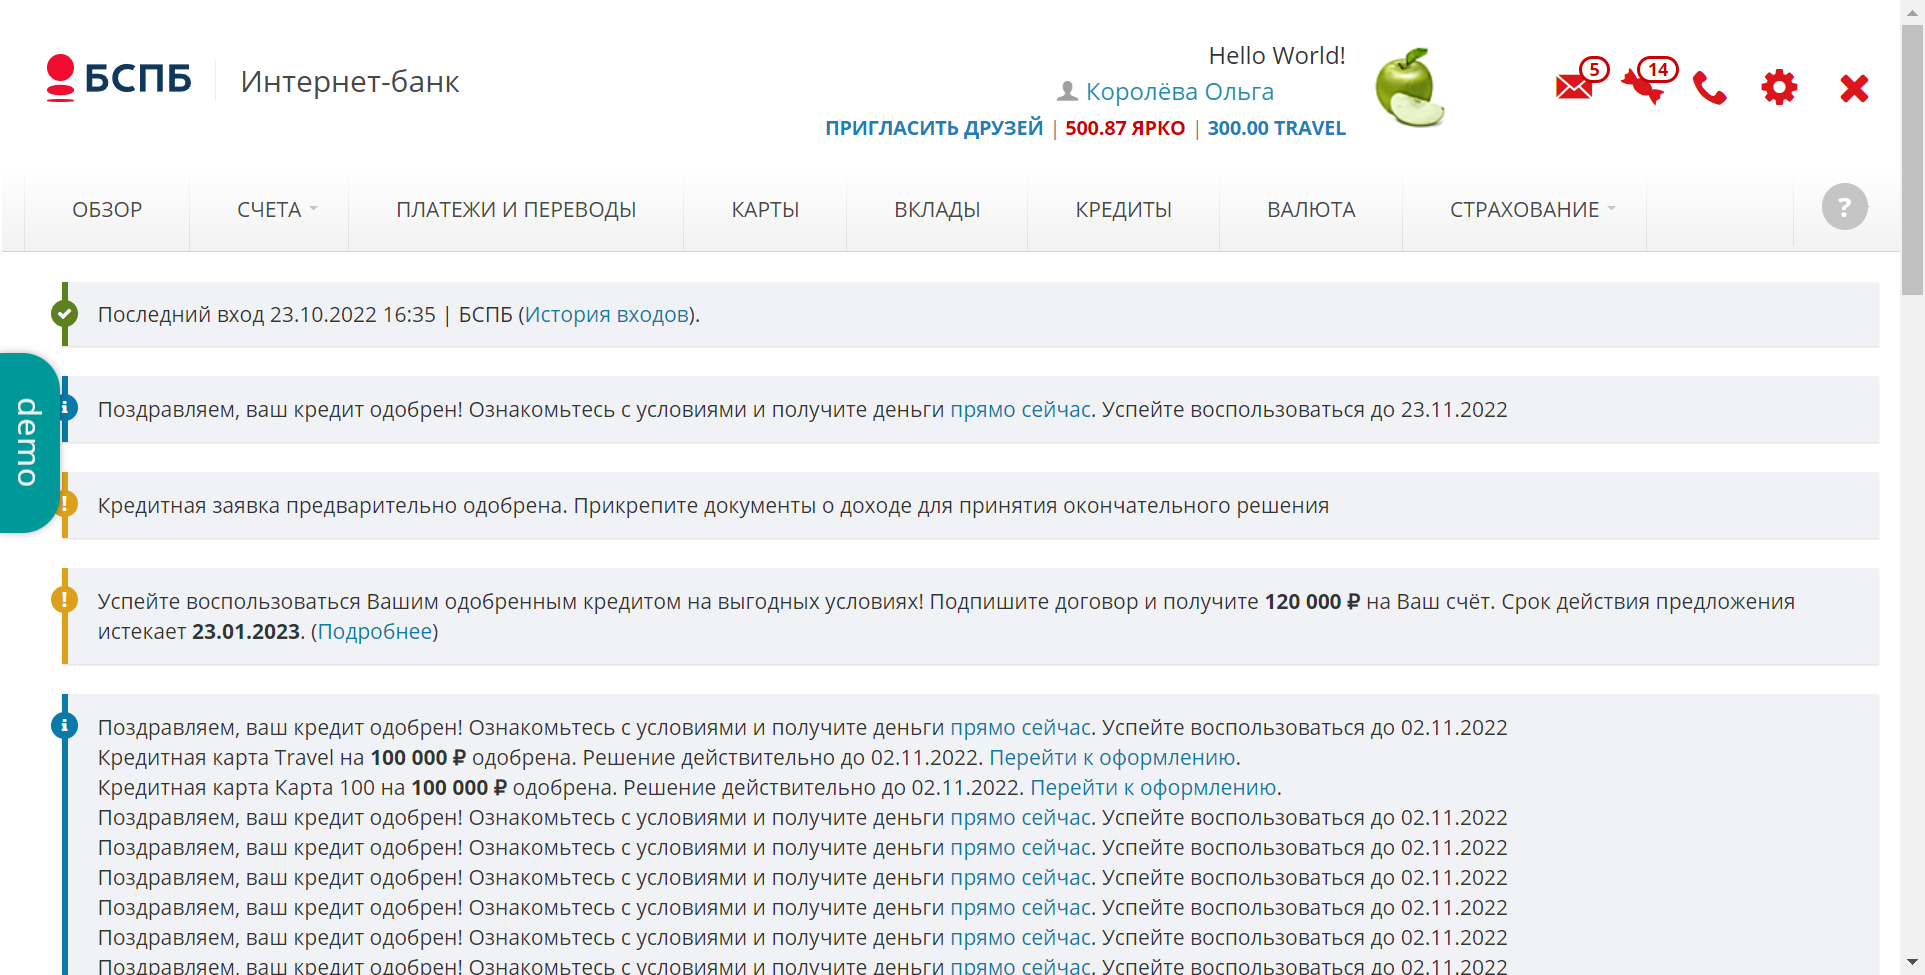 БСПБ
Интернет-банк
Hello World!
Королёва Ольга
ПРИГЛАСИТЬ ДРУЗЕЙ | 500.87 ЯРКО | 300.00 TRAVEL
5
14
ОБЗОР
СЧЕТА
ПЛАТЕЖИ И ПЕРЕВОДЫ
КАРТЫ
ВКЛАДЫ
КРЕДИТЫ
ВАЛЮТА
СТРАХОВАНИЕ
?
Последний вход 23.10.2022 16:35 | БСПБ (История входов).
demo
Поздравляем, ваш кредит одобрен! Ознакомьтесь с условиями и получите деньги прямо сейчас. Успейте воспользоваться до 23.11.2022
Кредитная заявка предварительно одобрена. Прикрепите документы о доходе для принятия окончательного решения
Успейте воспользоваться Вашим одобренным кредитом на выгодных условиях! Подпишите договор и получите 120 000 ₽ на Ваш счёт. Срок действия предложения
истекает 23.01.2023. (Подробнее)
Поздравляем, ваш кредит одобрен! Ознакомьтесь с условиями и получите деньги прямо сейчас. Успейте воспользоваться до 02.11.2022
Кредитная карта Travel на 100 000 ₽ одобрена. Решение действительно до 02.11.2022. Перейти к оформлению.
Кредитная карта Карта 100 на 100 000 ₽ одобрена. Решение действительно до 02.11.2022. Перейти к оформлению.
Поздравляем, ваш кредит одобрен! Ознакомьтесь с условиями и получите деньги прямо сейчас. Успейте воспользоваться до 02.11.2022
Поздравляем, ваш кредит одобрен! Ознакомьтесь с условиями и получите деньги прямо сейчас. Успейте воспользоваться до 02.11.2022
Поздравляем, ваш кредит одобрен! Ознакомьтесь с условиями и получите деньги прямо сейчас. Успейте воспользоваться до 02.11.2022
Поздравляем, ваш кредит одобрен! Ознакомьтесь с условиями и получите деньги прямо сейчас. Успейте воспользоваться до 02.11.2022
Поздравляем, ваш кредит одобрен! Ознакомьтесь с условиями и получите деньги прямо сейчас. Успейте воспользоваться до 02.11.2022
Поздравляем, ваш кредит одобрен! Ознакомьтесь с условиями и получите деньги прямо сейчас. Успейте воспользоваться до 02.11.2022